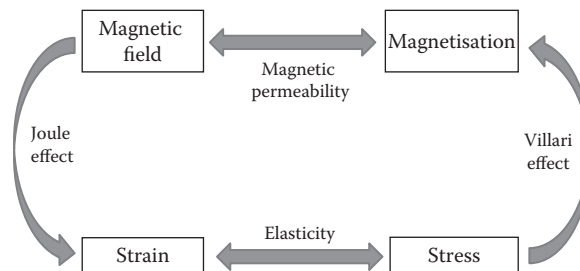 Magnetic
field
Magnetisation
Magnetic
permeability
Joule
effect
Villari
effect
Strain
Elasticity
Stress